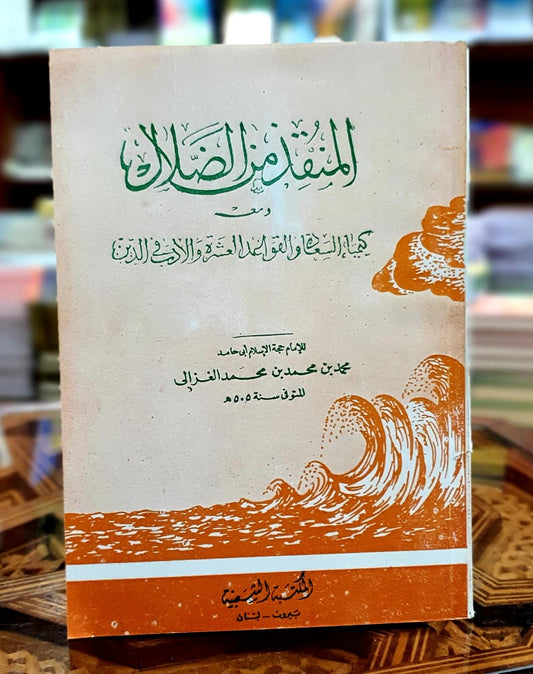 المنقذ من الضلال
ومعه
كيمياء السعادة والقواعد العشرة والأدب في الدين
للإمام حجة الإسلام أبي حامد
محمد بن محمد بن محمد الغزالي
المتوفى سنة ٥٠٥ هـ
المكتبة الشعبية
بيروت - لبنان